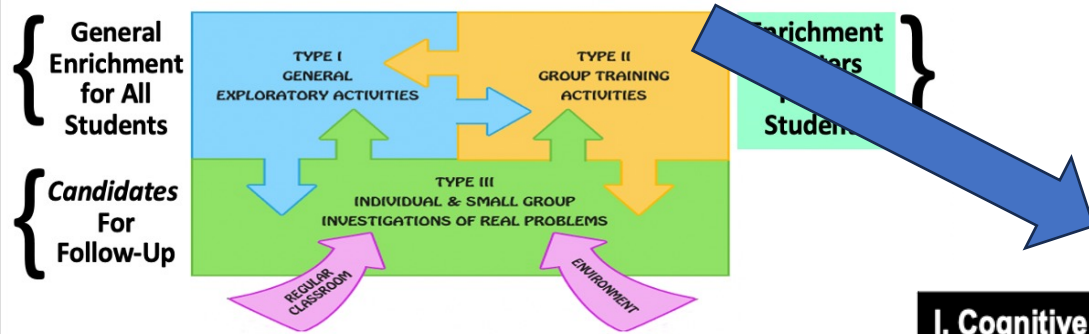 General
Enrichment
for All
Students
TYPE I
GENERAL
EXPLORATORY ACTIVITIES
TYPE II
GROUP TRAINING
ACTIVITIES
Enrichment
Students
Candidates
For
Follow-Up
TYPE III
INDIVIDUAL & SMALL GROUP
INVESTIGATIONS OF REAL PROBLEMS
REGULAR
CLASSROOM
ENVIRONMENT
I. Cognitive